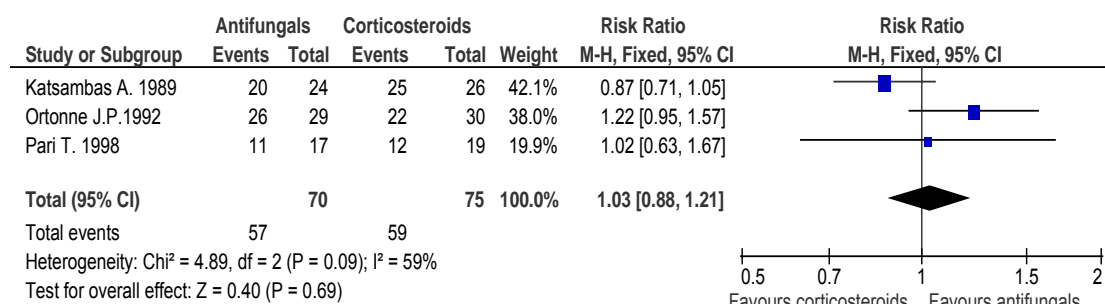 Antifungals Corticosteroids Risk Ratio Risk Ratio
Study or Subgroup Events Total Events Total Weight M-H, Fixed, 95% CI M-H, Fixed, 95% CI
Katsambas A. 1989 20 24 25 26 42.1% 0.87 [0.71, 1.05]
Ortonne J.P.1992 26 29 22 30 38.0% 1.22 [0.95, 1.57]
Pari T. 1998 11 17 12 19 19.9% 1.02 [0.63, 1.67]
Total (95% CI) 70 75 100.0% 1.03 [0.88, 1.21]
Total events 57 59
Heterogeneity: Chi² = 4.89, df = 2 (P = 0.09); I² = 59%
Test for overall effect: Z = 0.40 (P = 0.69)
0.5 0.7 1 1.5 2
Favours corticosteroids Favours antifungals